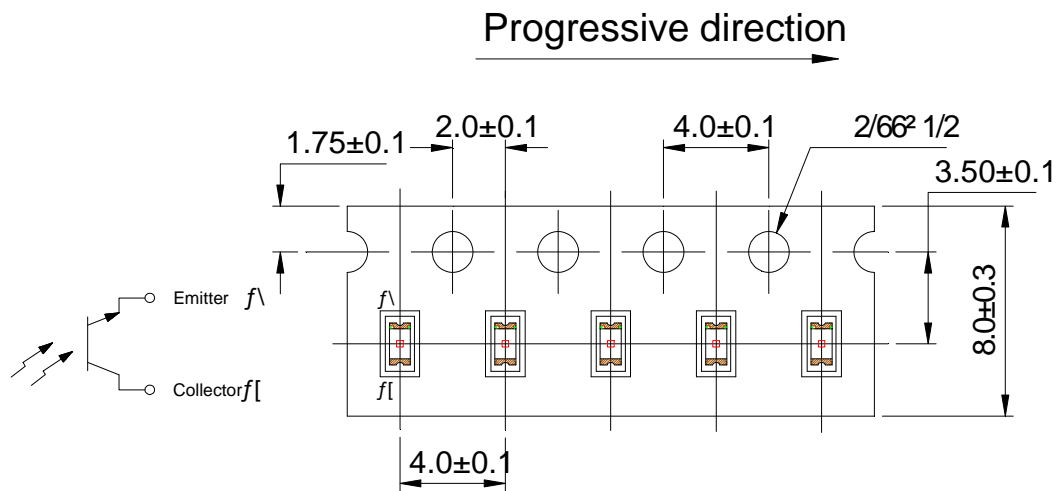 Progressive direction
2.0±0.1
4.0±0.1
2/66² 1/2
1.75±0.1
3.50±0.1
Emitter ƒ\
ƒ\
8.0±0.3
Collector ƒ[
ƒ[
4.0±0.1